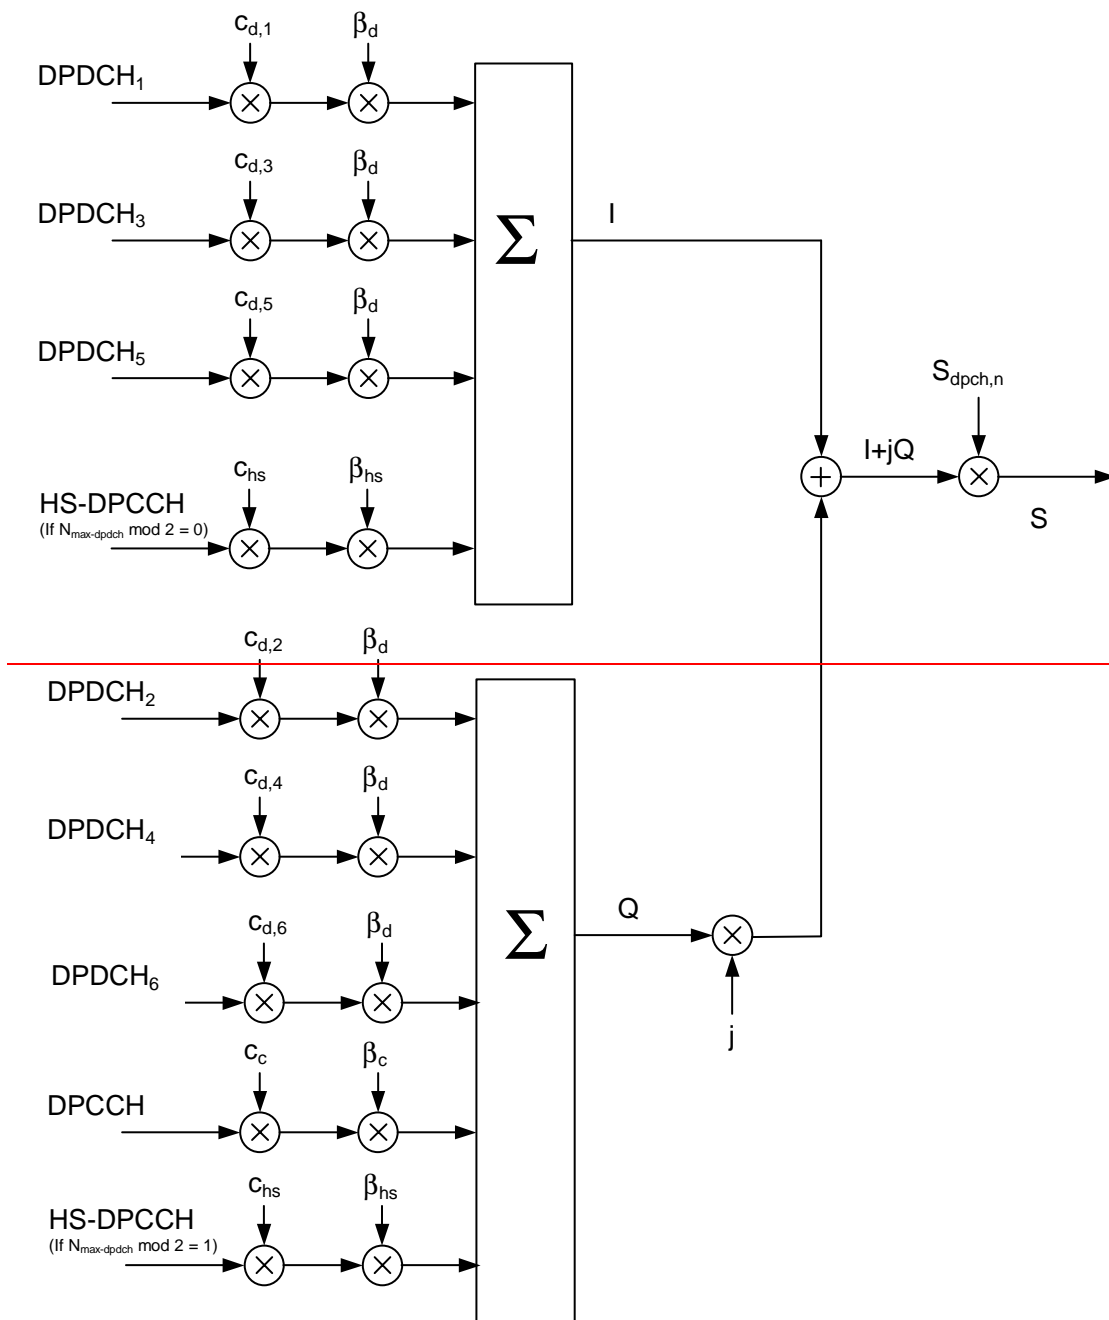 c_d,1 β_d
DPDCH_1
c_d,3 β_d
DPDCH_3
Σ I
c_d,5 β_d
DPDCH_5
S_dpch,n
c_hs β_hs
I+jQ
HS-DPCCH
(If N_max-dpdch mod 2 = 0)
S
c_d,2 β_d
DPDCH_2
c_d,4 β_d
DPDCH_4
c_d,6 β_d
Σ Q
DPDCH_6
j
c_c β_c
DPCCH
c_hs β_hs
HS-DPCCH
(If N_max-dpdch mod 2 = 1)